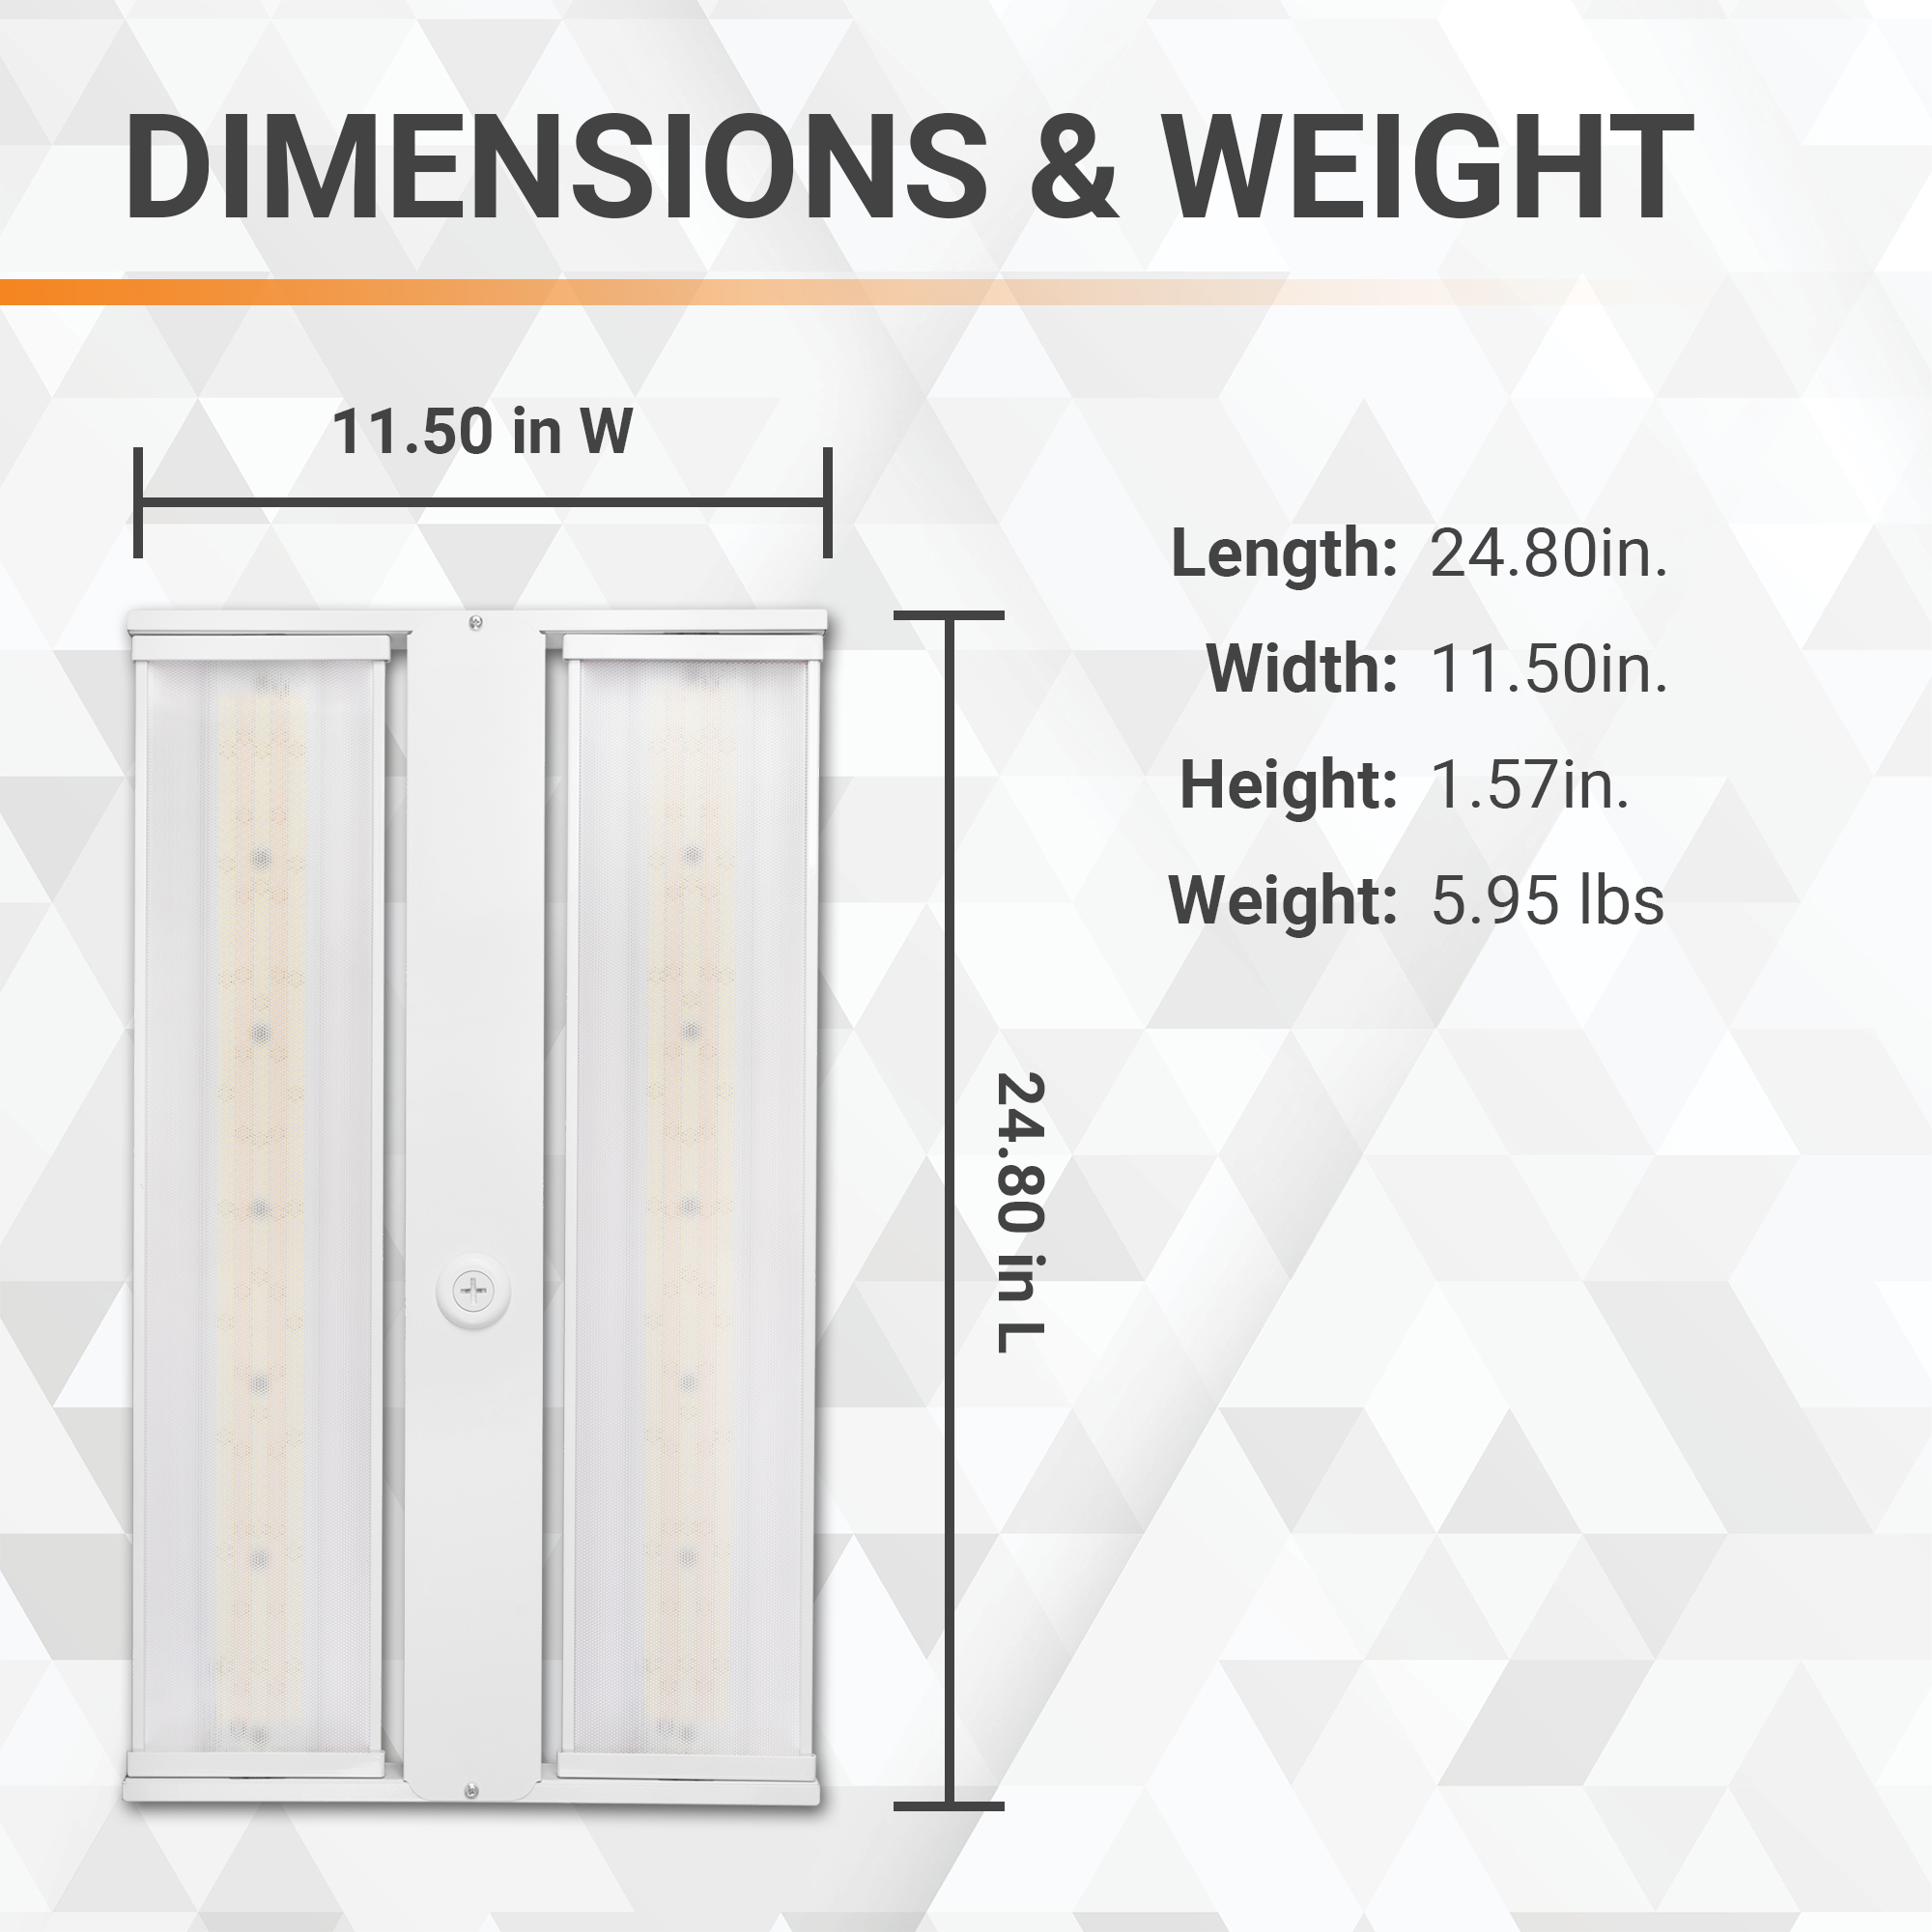 DIMENSIONS & WEIGHT
11.50 in W
Length: 24.80in.
Width: 11.50in.
Height: 1.57in.
Weight: 5.95 lbs
24.80 in L